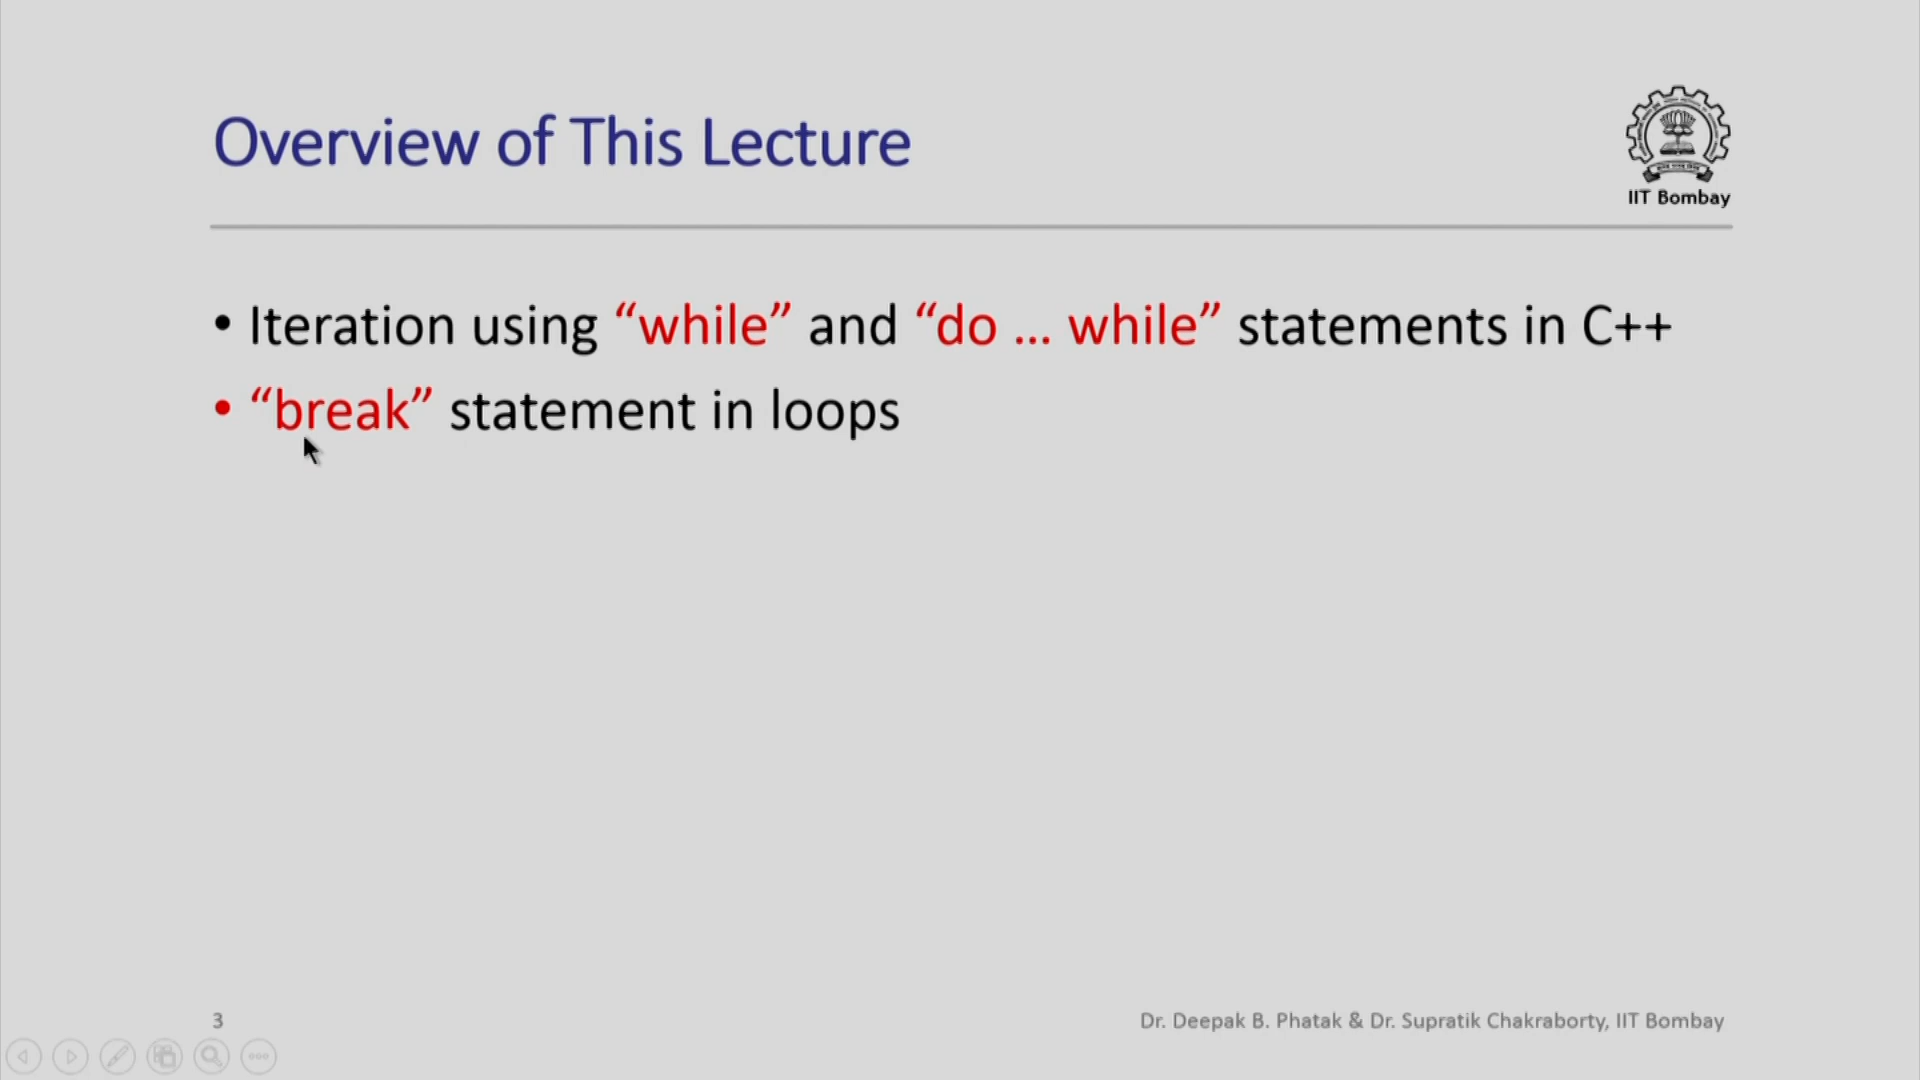 Overview of This Lecture
IIT Bombay
• Iteration using “while” and “do ... while” statements in C++
• “break” statement in loops
3
Dr. Deepak B. Phatak & Dr. Supratik Chakraborty, IIT Bombay